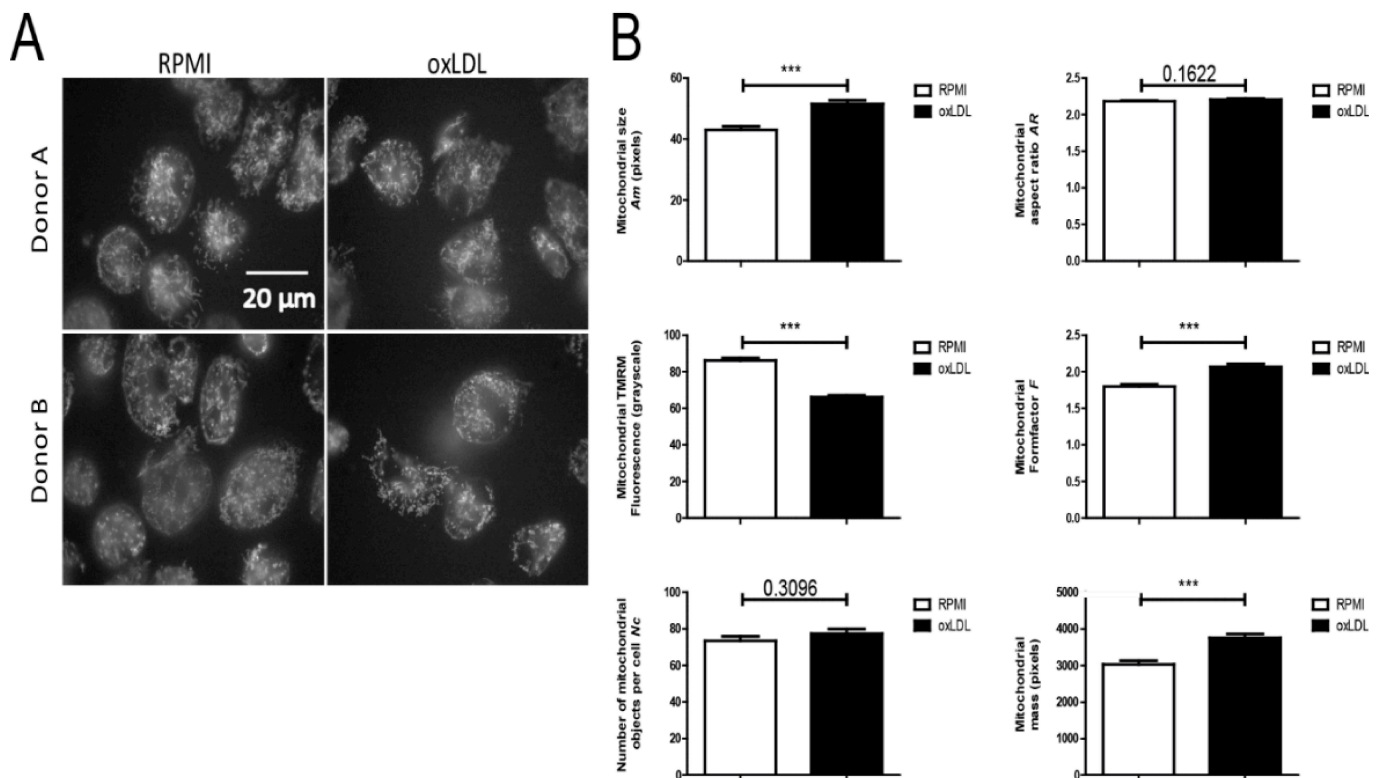 A
RPMI
oxLDL
Donor A
20 µm
Donor B
B
Mitochondrial size
Am (pixels)
60
40
20
0
***
RPMI
oxLDL
Mitochondrial
aspect ratio AR
2.5
2.0
1.5
1.0
0.5
0.0
0.1622
RPMI
oxLDL
Mitochondrial TMRM
Fluorescence (grayscale)
100
80
60
40
20
0
***
RPMI
oxLDL
Mitochondrial
Formfactor F
2.5
2.0
1.5
1.0
0.5
0.0
***
RPMI
oxLDL
Number of mitochondrial
objects per cell Nc
100
80
60
40
20
0
0.3096
RPMI
oxLDL
Mitochondrial
mass (pixels)
5000
4000
3000
2000
1000
0
***
RPMI
oxLDL